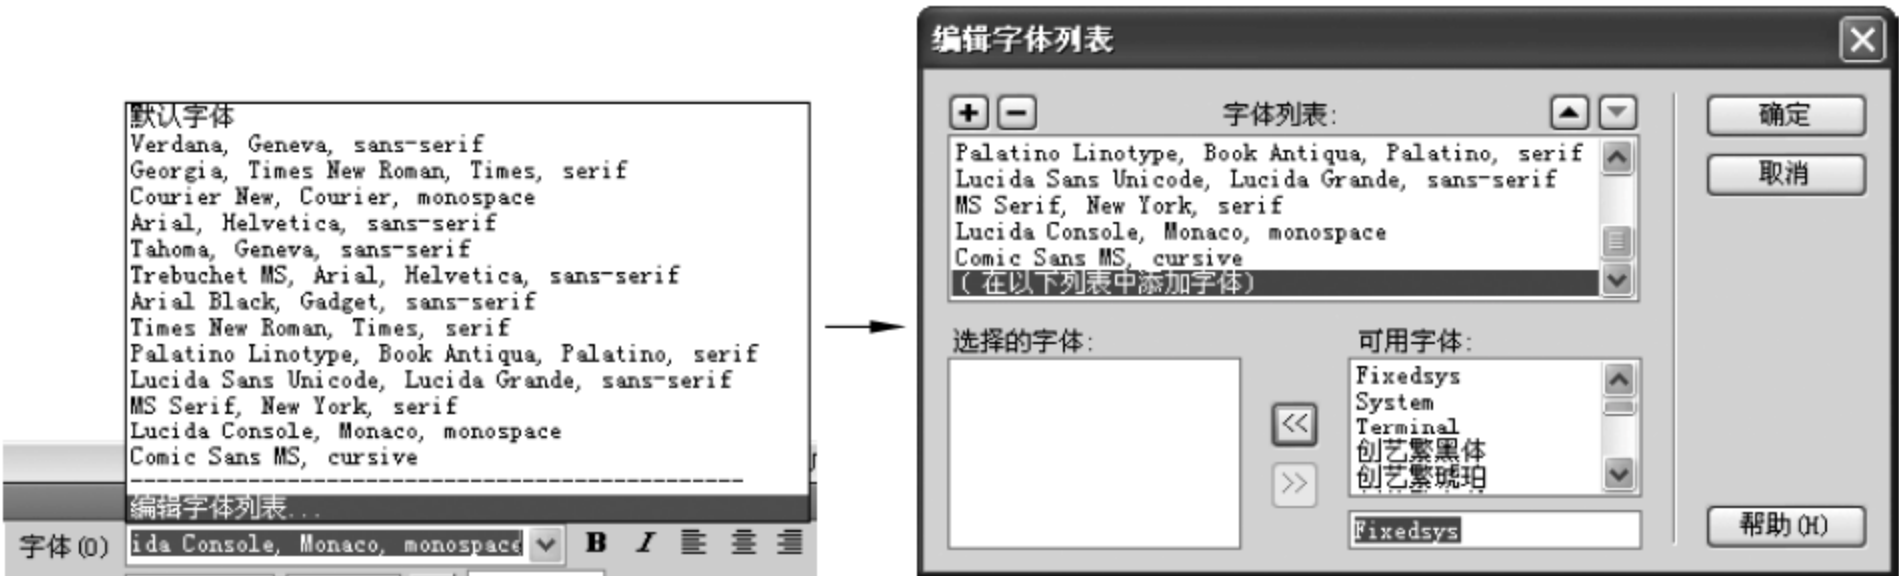 默认字体
Verdana, Geneva, sans-serif
Georgia, Times New Roman, Times, serif
Courier New, Courier, monospace
Arial, Helvetica, sans-serif
Tahoma, Geneva, sans-serif
Trebuchet MS, Arial, Helvetica, sans-serif
Arial Black, Gadget, sans-serif
Times New Roman, Times, serif
Palatino Linotype, Book Antiqua, Palatino, serif
Lucida Sans Unicode, Lucida Grande, sans-serif
MS Serif, New York, serif
Lucida Console, Monaco, monospace
Comic Sans MS, cursive
编辑字体列表...
字体(O) ida Console, Monaco, monospace B I
编辑字体列表
字体列表:
Palatino Linotype, Book Antiqua, Palatino, serif
Lucida Sans Unicode, Lucida Grande, sans-serif
MS Serif, New York, serif
Lucida Console, Monaco, monospace
Comic Sans MS, cursive
(在以下列表中添加字体)
选择的字体:
<<
>>
可用字体:
Fixedsys
System
Terminal
创艺繁黑体
创艺繁琥珀
Fixedsys
确定
取消
帮助(H)